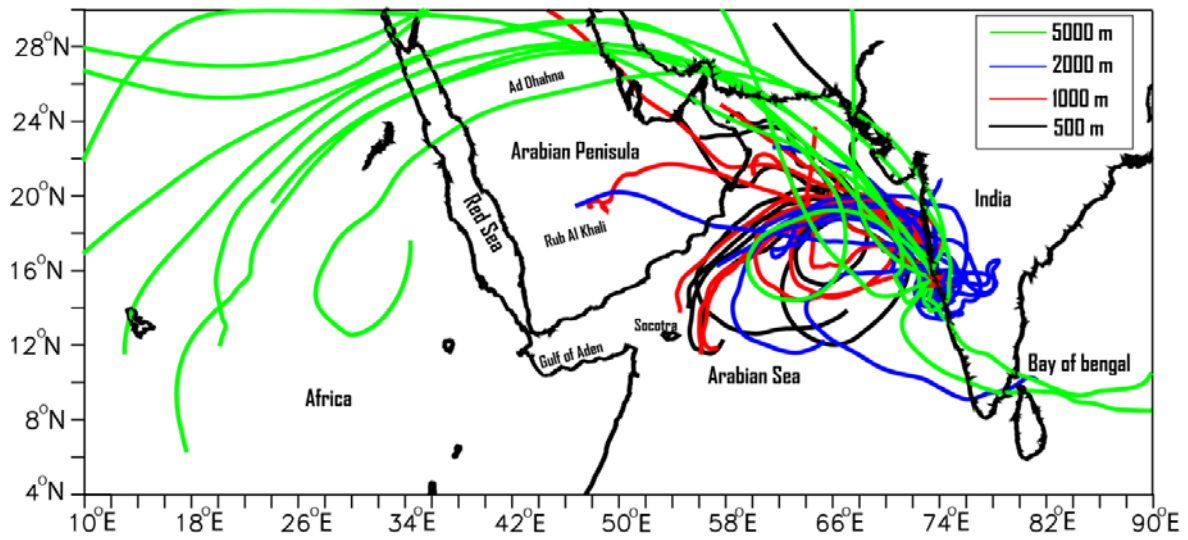 28°N
24°N
20°N
16°N
12°N
8°N
4°N
5000 m
2000 m
1000 m
500 m
Ad Dhahna
Arabian Penisula
India
Red Sea
Rub Al Khali
Socotra
Gulf of Aden
Arabian Sea
Bay of bengal
Africa
10°E 18°E 26°E 34°E 42°E 50°E 58°E 66°E 74°E 82°E 90°E